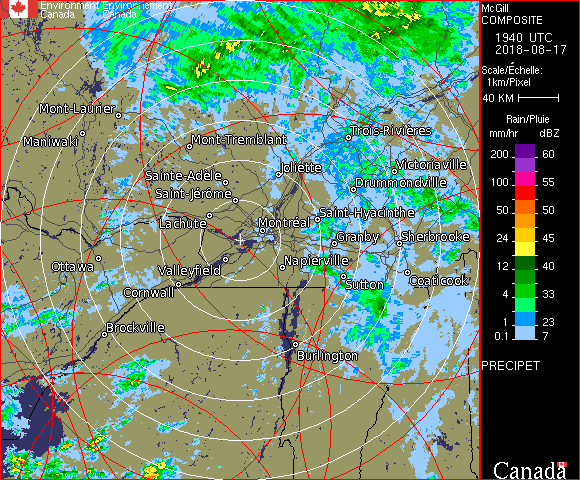 Environment Environnement
Canada Canada
McGill
COMPOSITE
1940 UTC
2018-08-17
Scale/Échelle:
1km/Pixel
40 KM
Rain/Pluie
mm/hr dBZ
200 60
100 55
50 50
24 45
12 40
4 33
1 23
0.1 7
PRECIPET
Canada
Mont-Laurier
Maniwaki
Mont-Tremblant
Trois-Rivières
Joliette
Victoriaville
Sainte-Adèle
Drummondville
Saint-Jérôme
Saint-Hyacinthe
Lachute
Montréal
Granby
Sherbrooke
Ottawa
Valleyfield
Napierville
Coaticook
Cornwall
Sutton
Brockville
Burlington